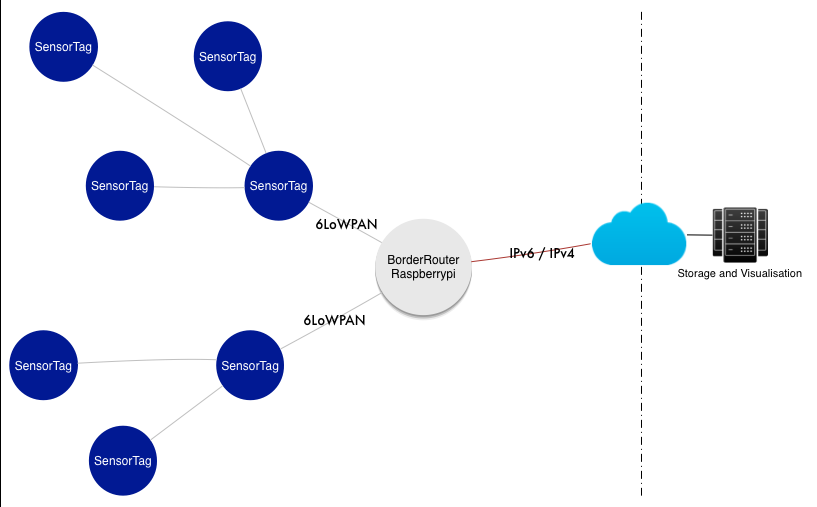 SensorTag
SensorTag
SensorTag
SensorTag
6LoWPAN
BorderRouter
Raspberrypi
IPv6 / IPv4
Storage and Visualisation
6LoWPAN
SensorTag
SensorTag
SensorTag